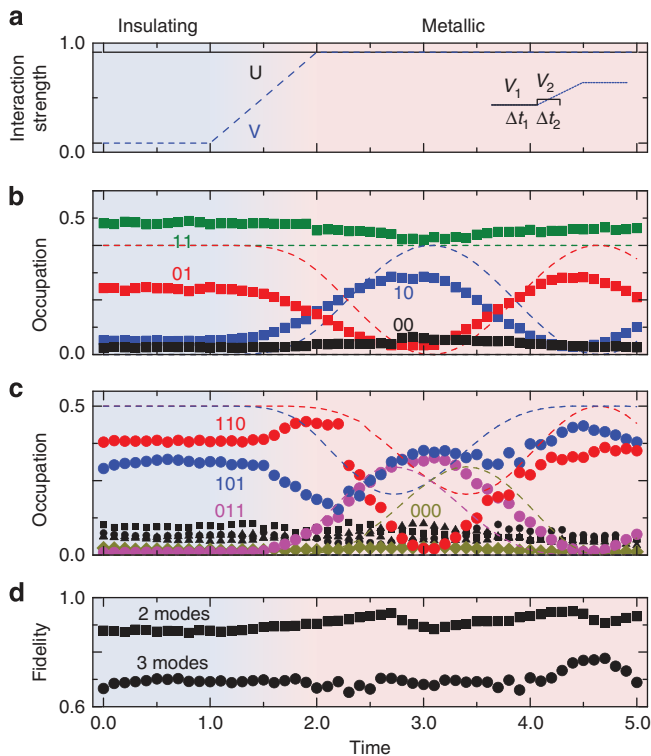 a
Insulating Metallic
1.0
U
V
V1 V2
Δt1 Δt2
0.0
Interaction strength
b
0.5
11
01
10
00
0.0
Occupation
c
0.5
110
101
011
000
0.0
Occupation
d
1.0
2 modes
3 modes
0.6
Fidelity
0.0 1.0 2.0 3.0 4.0 5.0
Time